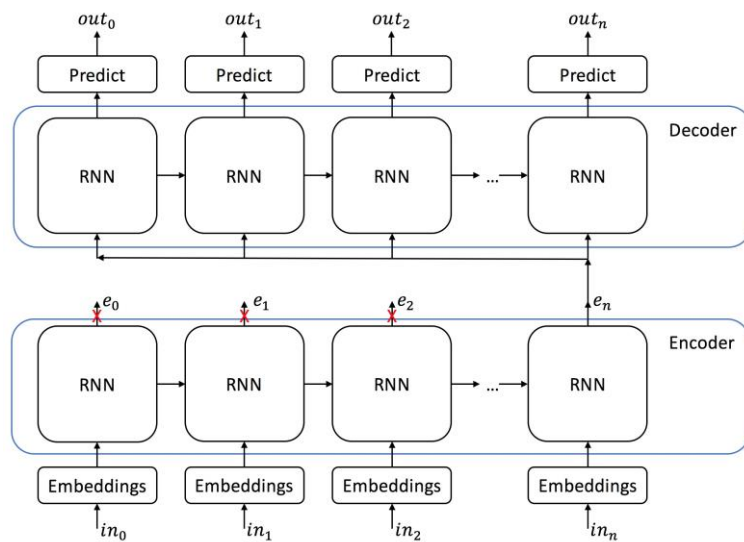 out₀ out₁ out₂ outₙ
Predict Predict Predict Predict
Decoder
RNN RNN RNN ... RNN
e₀ e₁ e₂ eₙ
Encoder
RNN RNN RNN ... RNN
Embeddings Embeddings Embeddings Embeddings
in₀ in₁ in₂ inₙ